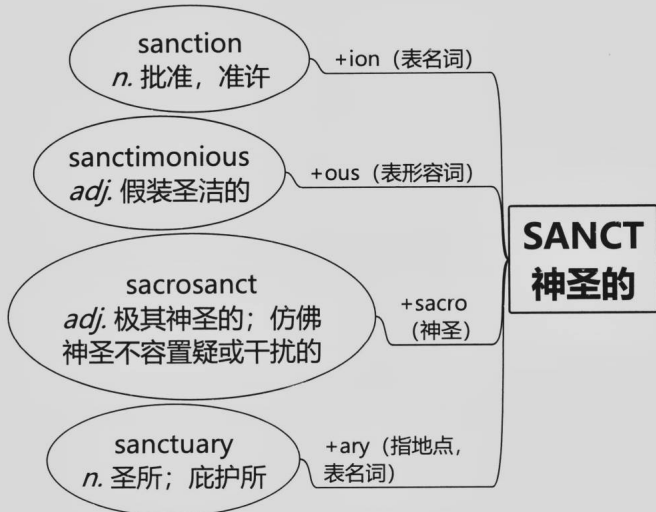 sanction
n. 批准，准许
+ion（表名词）
sanctimonious
adj. 假装圣洁的
+ous（表形容词）
SANCT
神圣的
sacrosanct
adj. 极其神圣的；仿佛
神圣不容置疑或干扰的
+sacro
（神圣）
sanctuary
n. 圣所；庇护所
+ary（指地点，
表名词）